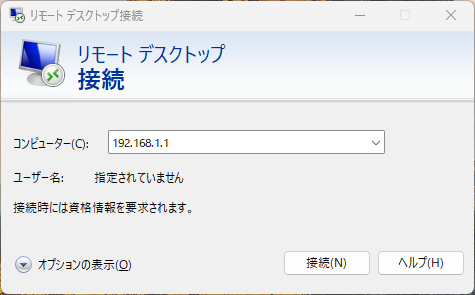 リモート デスクトップ接続
リモート デスクトップ
接続
コンピューター(C): 192.168.1.1
ユーザー名: 指定されていません
接続時には資格情報を要求されます。
オプションの表示(O) 接続(N) ヘルプ(H)